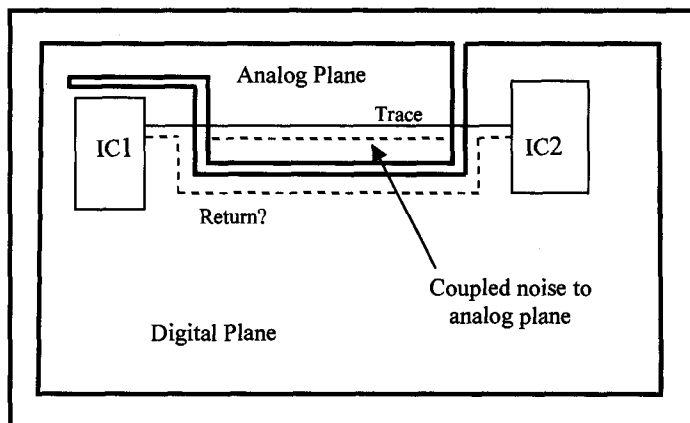 Analog Plane
Trace
IC1
IC2
Return?
Coupled noise to
analog plane
Digital Plane